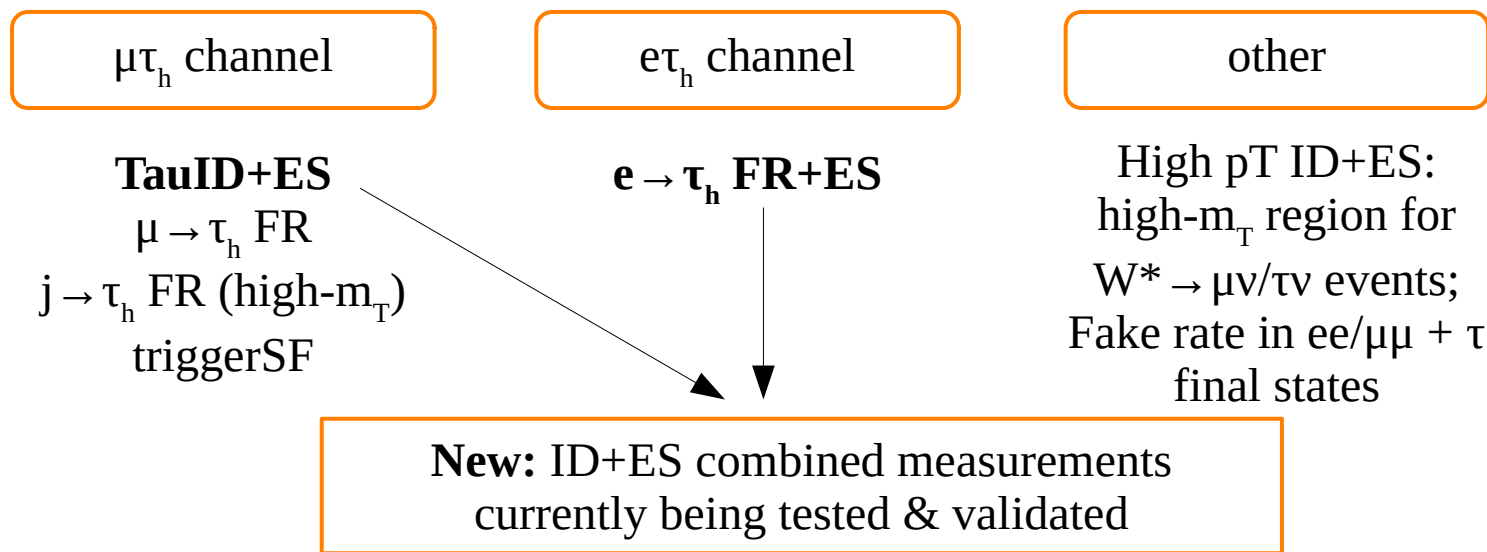 μτₕ channel
TauID+ES
μ→τₕ FR
j→τₕ FR (high-m_T)
triggerSF
eτₕ channel
e→τₕ FR+ES
other
High pT ID+ES:
high-m_T region for
W*→μν/τν events;
Fake rate in ee/μμ + τ
final states
New: ID+ES combined measurements
currently being tested & validated